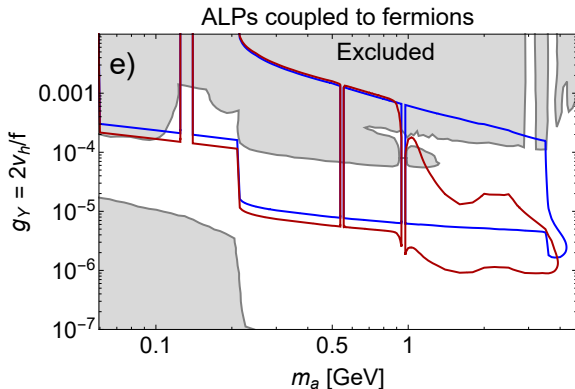 ALPs coupled to fermions
e)
Excluded
0.001
10⁻⁴
10⁻⁵
10⁻⁶
10⁻⁷
g_Y = 2v_h/f
0.1
0.5
1
m_a [GeV]